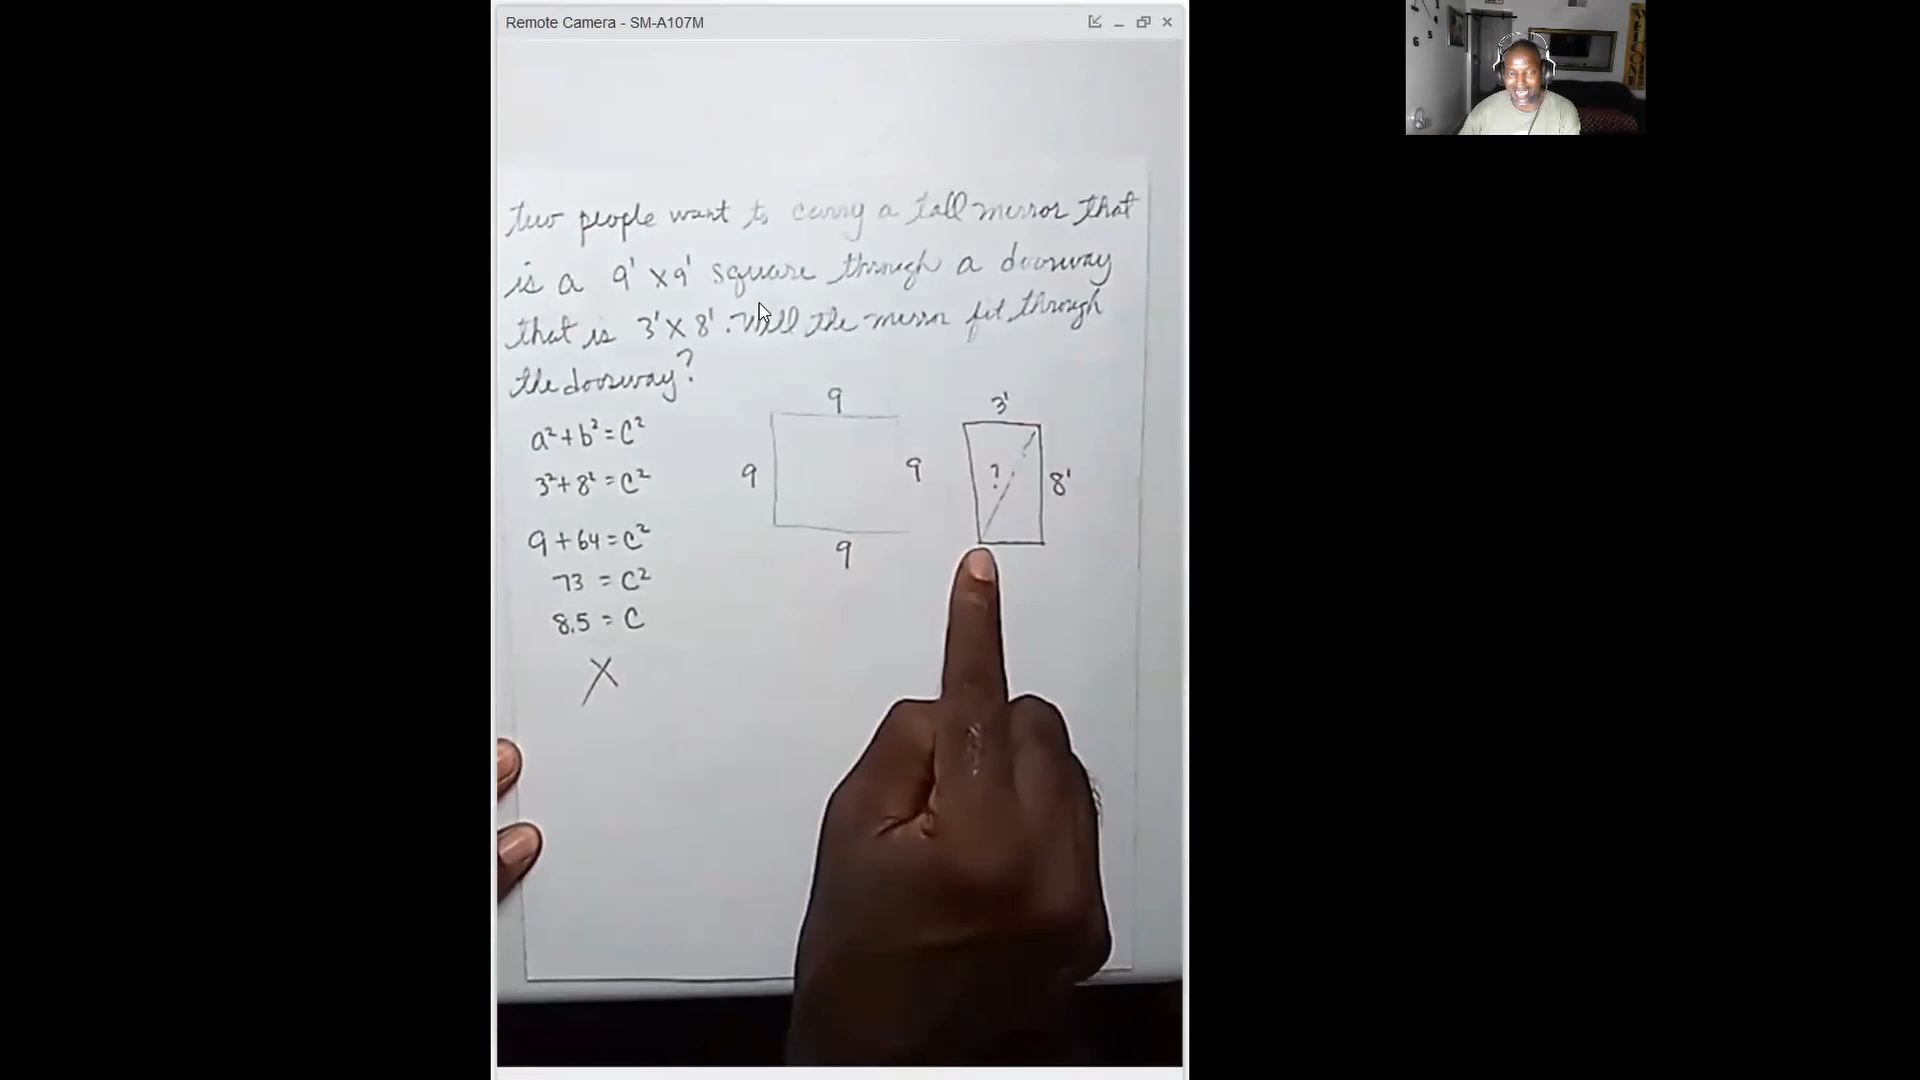 Remote Camera - SM-A107M
two people want to carry a tall mirror that
is a 9' x 9' square through a doorway
that is 3' x 8'. Will the mirror fit through
the doorway?
a² + b² = c²
3² + 8² = c²
9 + 64 = c²
73 = c²
8.5 = c
X
9
9
9
9
3'
?
8'
6
5